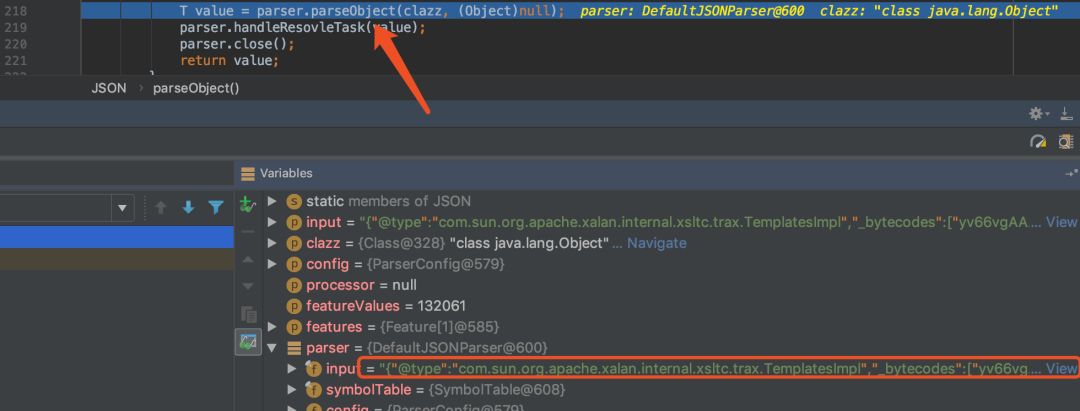 218 T value = parser.parseObject(clazz, (Object)null); parser: DefaultJSONParser@600 clazz: "class java.lang.Object"
219 parser.handleResovleTask(value);
220 parser.close();
221 return value;
JSON › parseObject()
Variables
static members of JSON
input = "{"@type":"com.sun.org.apache.xalan.internal.xsltc.trax.TemplatesImpl","_bytecodes":["yv66vgAA... View
clazz = {Class@328} "class java.lang.Object"... Navigate
config = {ParserConfig@579}
processor = null
featureValues = 132061
features = {Feature[1]@585}
parser = {DefaultJSONParser@600}
input = "{"@type":"com.sun.org.apache.xalan.internal.xsltc.trax.TemplatesImpl","_bytecodes":["yv66vg... View
symbolTable = {SymbolTable@608}
config = {ParserConfig@579}